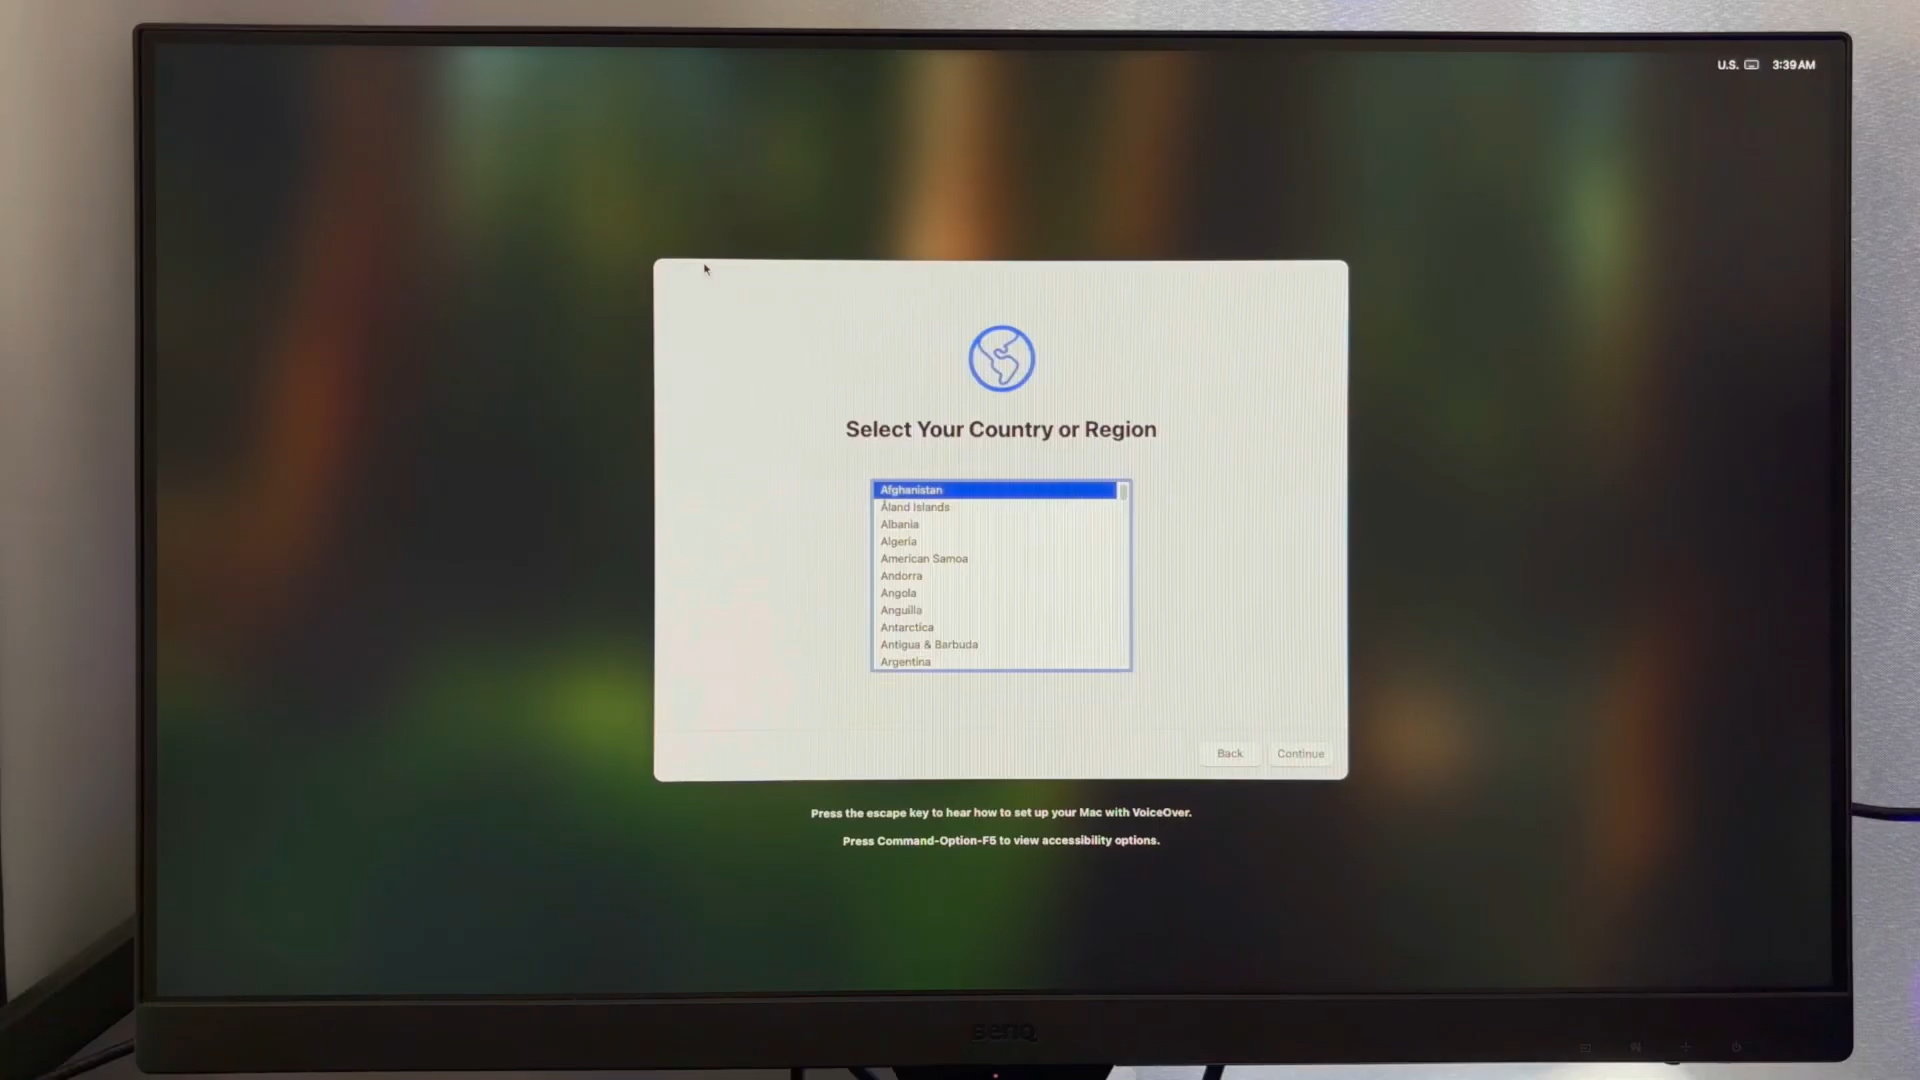 U.S. 3:39 AM
Select Your Country or Region
Afghanistan
Åland Islands
Albania
Algeria
American Samoa
Andorra
Angola
Anguilla
Antarctica
Antigua & Barbuda
Argentina
Back Continue
Press the escape key to hear how to set up your Mac with VoiceOver.
Press Command-Option-F5 to view accessibility options.
BenQ